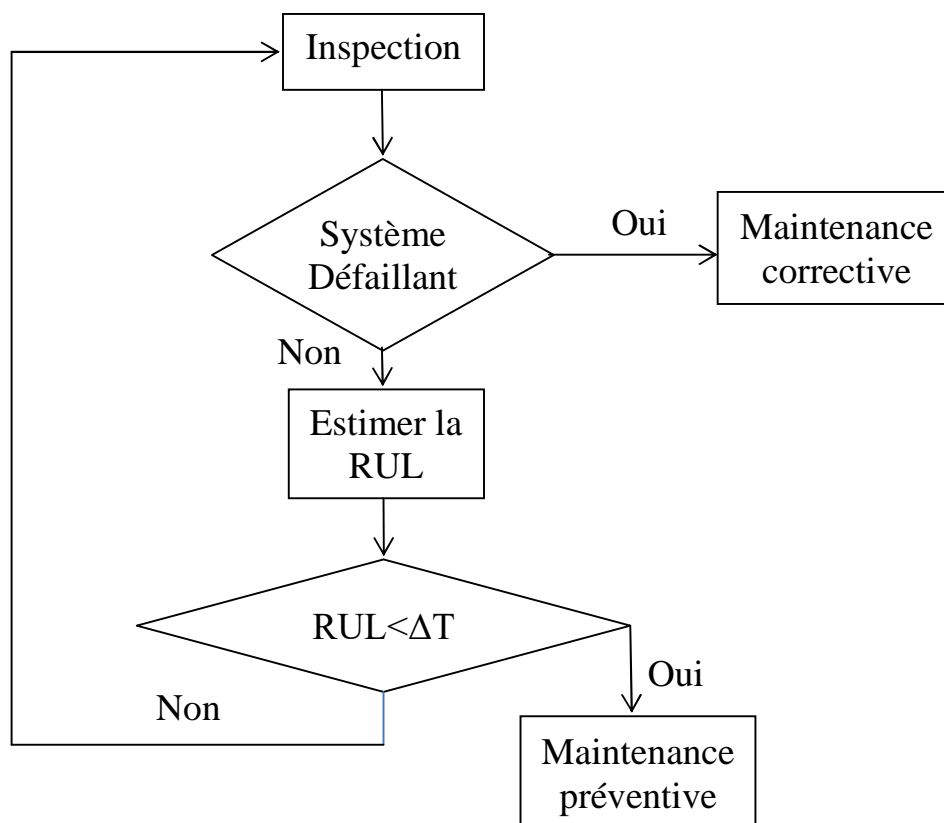 Inspection
Système
Défaillant
Oui
Maintenance
corrective
Non
Estimer la
RUL
RUL<ΔT
Oui
Non
Maintenance
préventive